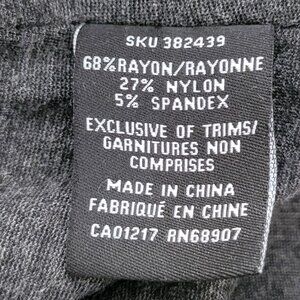 SKU 382439
68%RAYON/RAYONNE
27% NYLON
5% SPANDEX
EXCLUSIVE OF TRIMS/
GARNITURES NON
COMPRISES
MADE IN CHINA
FABRIQUÉ EN CHINE
CA01217 RN68907